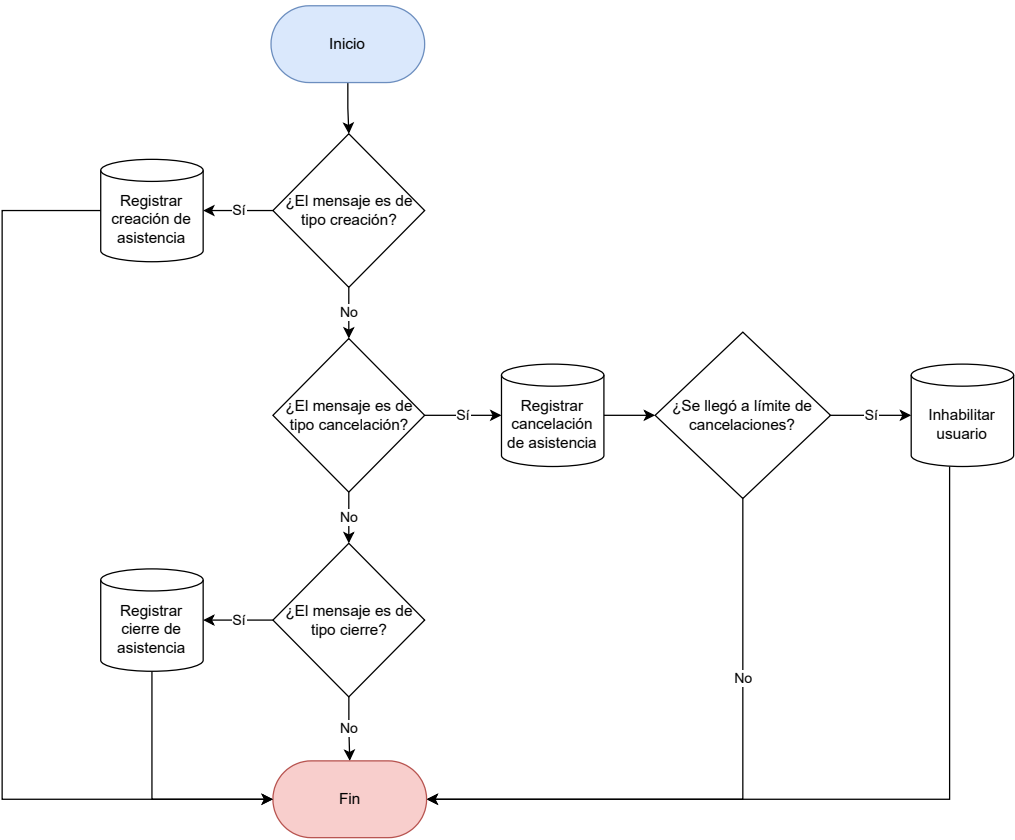 Inicio
¿El mensaje es de
tipo creación?
Sí
Registrar
creación de
asistencia
No
¿El mensaje es de
tipo cancelación?
Sí
Registrar
cancelación
de asistencia
¿Se llegó a límite de
cancelaciones?
Sí
Inhabilitar
usuario
No
¿El mensaje es de
tipo cierre?
Sí
Registrar
cierre de
asistencia
No
No
Fin